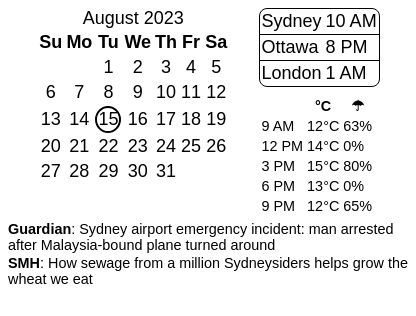 August 2023
Su Mo Tu We Th Fr Sa
1 2 3 4 5
6 7 8 9 10 11 12
13 14 15 16 17 18 19
20 21 22 23 24 25 26
27 28 29 30 31
Sydney 10 AM
Ottawa 8 PM
London 1 AM
°C ☂
9 AM 12°C 63%
12 PM 14°C 0%
3 PM 15°C 80%
6 PM 13°C 0%
9 PM 12°C 65%
Guardian: Sydney airport emergency incident: man arrested
after Malaysia-bound plane turned around
SMH: How sewage from a million Sydneysiders helps grow the
wheat we eat